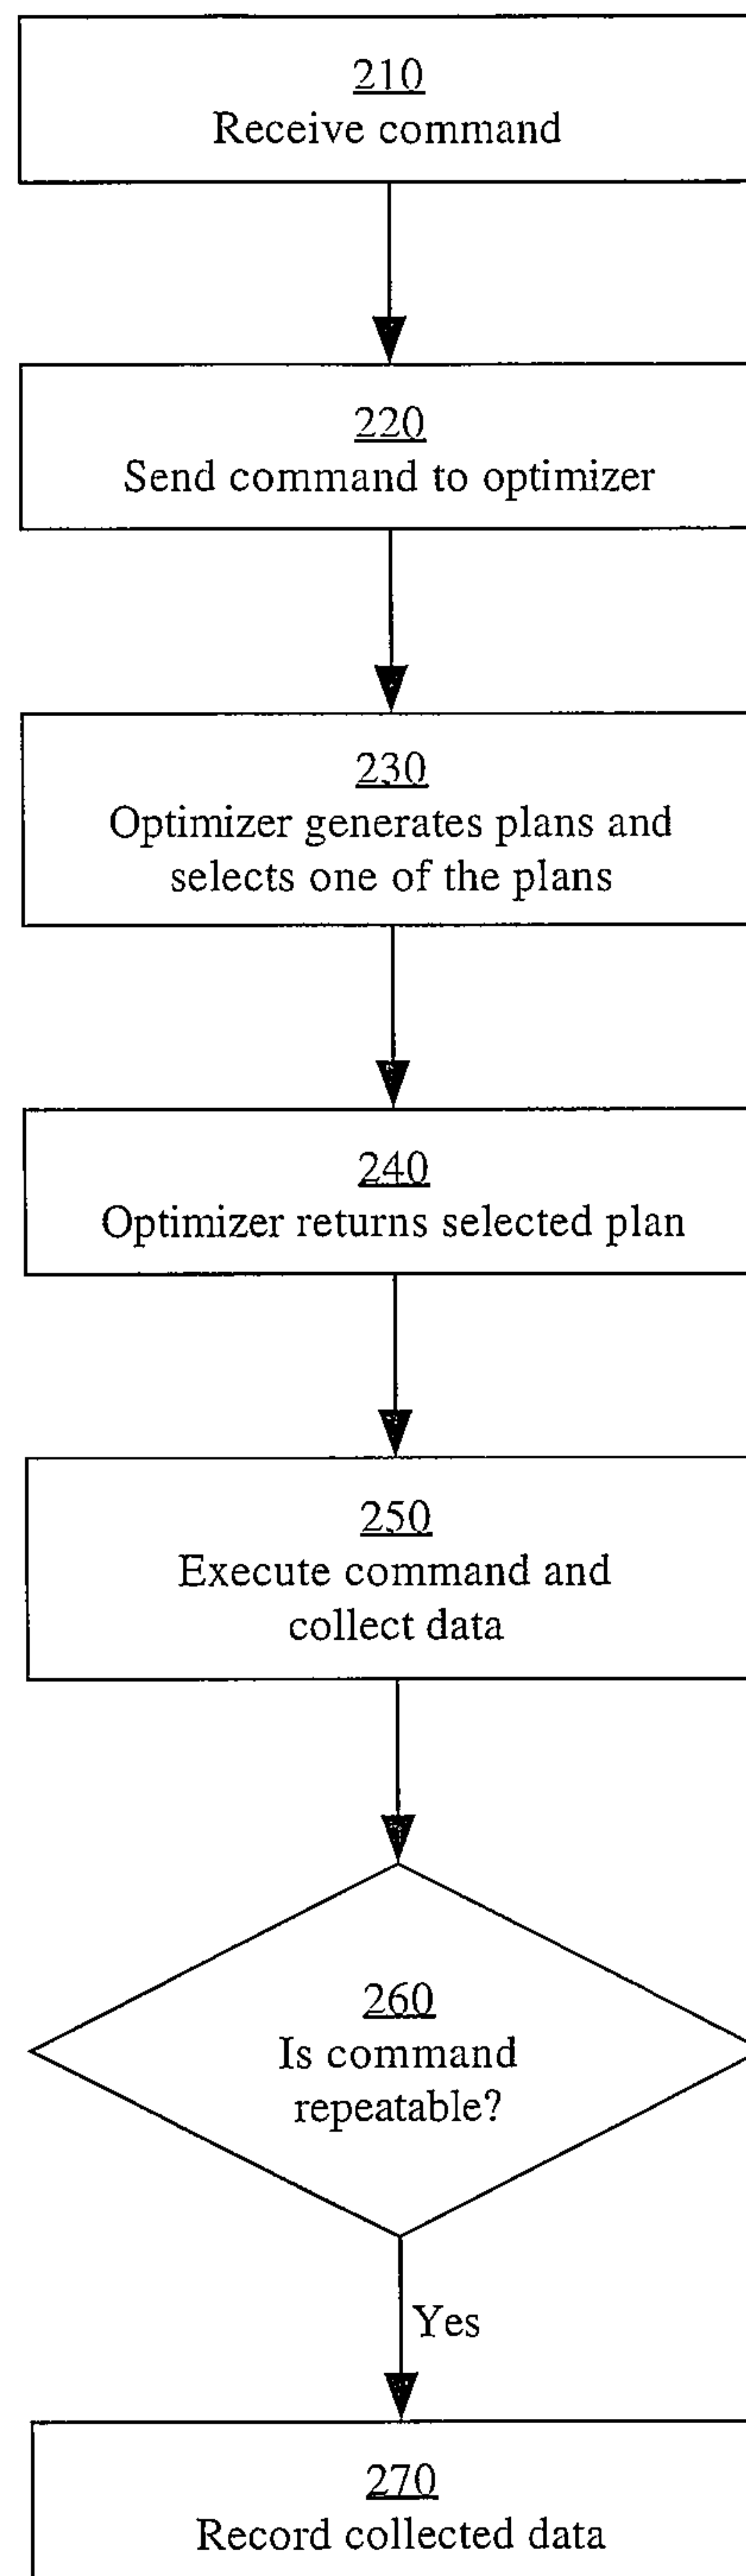 210
Receive command
220
Send command to optimizer
230
Optimizer generates plans and
selects one of the plans
240
Optimizer returns selected plan
250
Execute command and
collect data
260
Is command
repeatable?
Yes
270
Record collected data